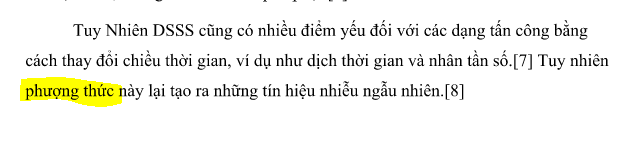 Tuy Nhiên DSSS cũng có nhiều điểm yếu đối với các dạng tấn công bằng
cách thay đổi chiều thời gian, ví dụ như dịch thời gian và nhân tần số.[7] Tuy nhiên
phượng thức này lại tạo ra những tín hiệu nhiễu ngẫu nhiên.[8]